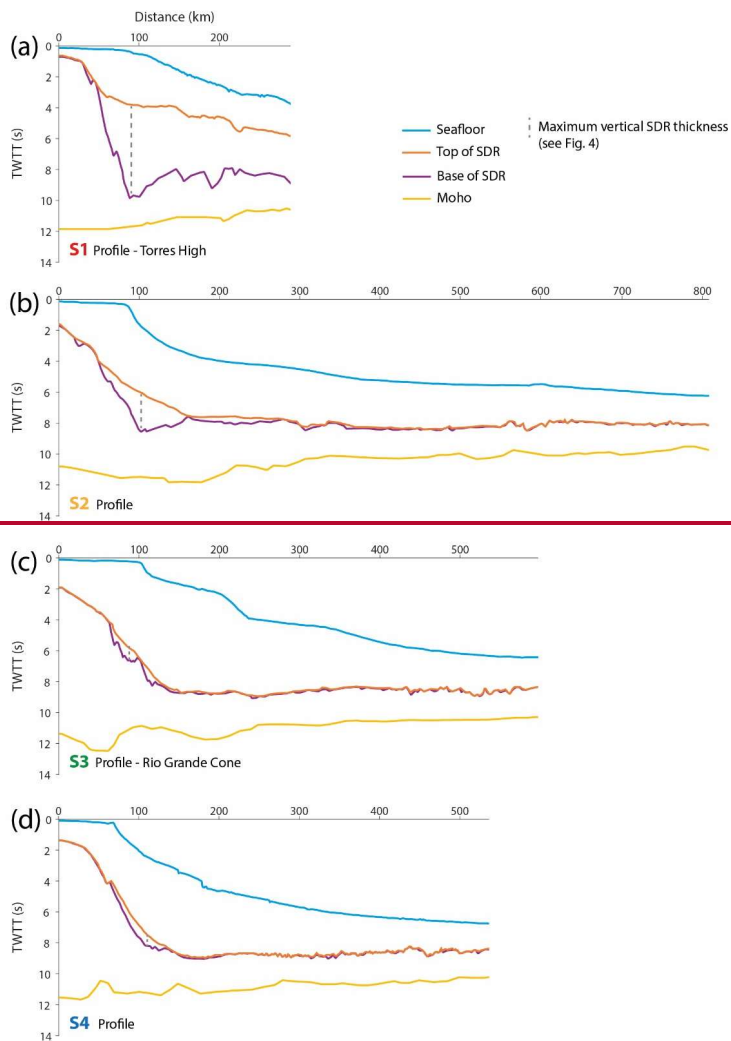 Distance (km)
(a)
0 100 200
0
2
4
6
8
10
12
14
TWTT (s)
Seafloor
Top of SDR
Base of SDR
Moho
Maximum vertical SDR thickness
(see Fig. 4)
S1 Profile - Torres High
(b)
0 100 200 300 400 500 600 700 800
0
2
4
6
8
10
12
14
TWTT (s)
S2 Profile
(c)
0 100 200 300 400 500
0
2
4
6
8
10
12
14
TWTT (s)
S3 Profile - Rio Grande Cone
(d)
0 100 200 300 400 500
0
2
4
6
8
10
12
14
TWTT (s)
S4 Profile